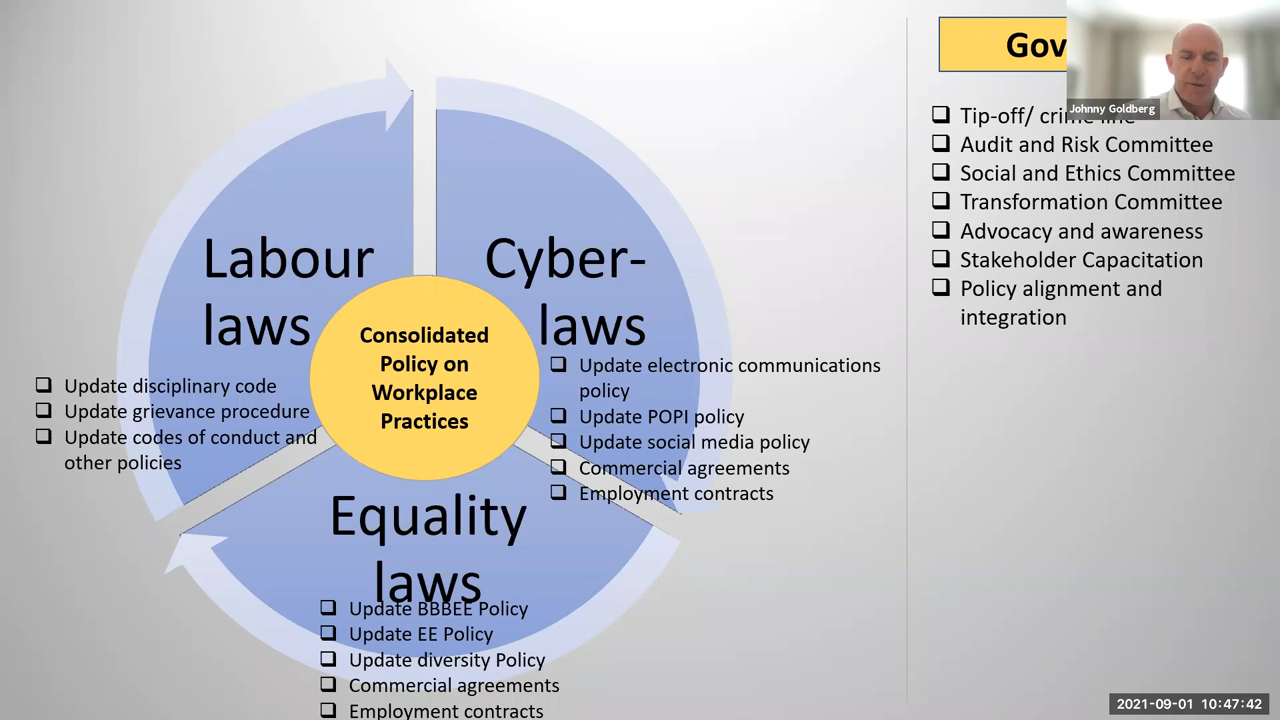 Gov
Johnny Goldberg
Tip-off/ crime line
Audit and Risk Committee
Social and Ethics Committee
Transformation Committee
Advocacy and awareness
Stakeholder Capacitation
Policy alignment and
integration
Labour
laws
Update disciplinary code
Update grievance procedure
Update codes of conduct and
other policies
Cyber-
laws
Update electronic communications
policy
Update POPI policy
Update social media policy
Commercial agreements
Employment contracts
Consolidated
Policy on
Workplace
Practices
Equality
laws
Update BBBEE Policy
Update EE Policy
Update diversity Policy
Commercial agreements
Employment contracts
2021-09-01 10:47:42